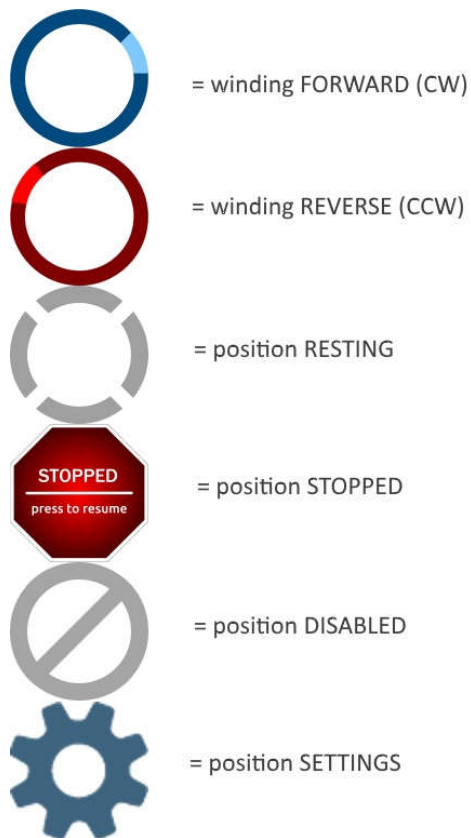 = winding FORWARD (CW)
= winding REVERSE (CCW)
= position RESTING
STOPPED
press to resume
= position STOPPED
= position DISABLED
= position SETTINGS